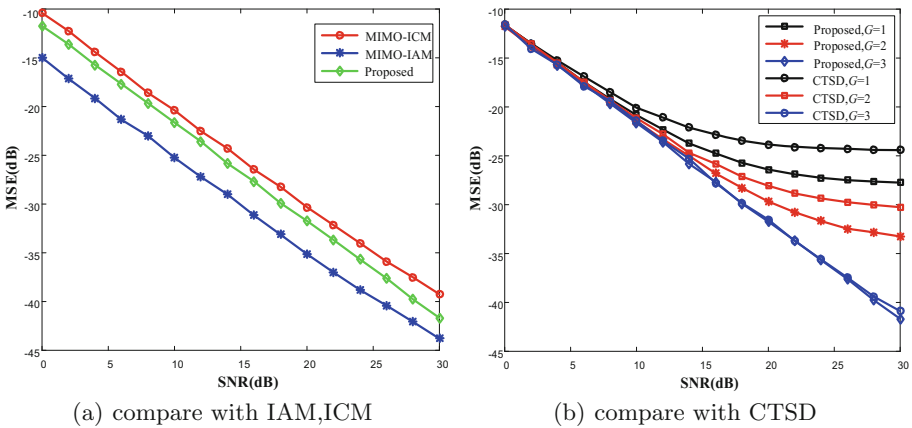 -10
-15
-20
-25
-30
-35
-40
-45
MSE(dB)
0
5
10
15
20
25
30
SNR(dB)
MIMO-ICM
MIMO-IAM
Proposed
(a) compare with IAM,ICM
-10
-15
-20
-25
-30
-35
-40
-45
MSE(dB)
0
5
10
15
20
25
30
SNR(dB)
Proposed,G=1
Proposed,G=2
Proposed,G=3
CTSD,G=1
CTSD,G=2
CTSD,G=3
(b) compare with CTSD